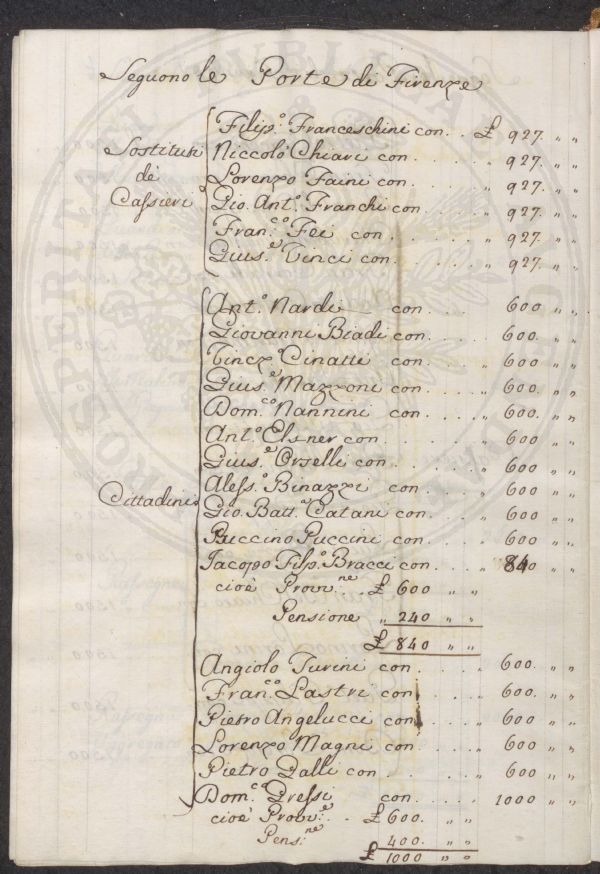 Seguono le Porte di Firenze
Sostituti de' Cassieri
Filip.º Franceschini con . . £ 927. " "
Niccolò Chiari con . . . . " 927. " "
Lorenzo Faini con . . . . " 927. " "
Gio. Ant.º Franchi con . . . " 927. " "
Fran.co Fei con . . . . . " 927. " "
Gius.e Vinci con . . . . . " 927. " "
Cittadini
Ant.º Nardi con . . . . " 600 " "
Giovanni Biadi con . . . . " 600. " "
Vincz.º Cinatti con . . . . " 600 " "
Gius.e Mazzoni con . . . . " 600. " "
Dom.co Nannini con . . . . " 600. " "
Ant.º Elsner con . . . . . " 600 " "
Gius.e Orselli con . . . . . " 600 " "
Aless.º Binazzi con . . . . " 600 " "
Gio. Batt.a Catani con . . . . " 600 " "
Puccino Puccini con . . . . " 600 " "
Jacopo Filip.º Bracci con . . . 840 " "
cioè Provv.ne £ 600 " "
Pensione " 240 " "
£ 840 " "
Angiolo Turini con . . . . " 600. " "
Fran.co Lastri con . . . . " 600. " "
Pietro Angelucci con . . . " 600. " "
Lorenzo Magni con . . . . " 600 " "
Pietro Dalli con . . . . " 600 " "
Dom.co Dressi con . . . . " 1000 " "
cioè Provv.e . . £ 600. " "
Pens.ne 400. " "
£ 1000 " "